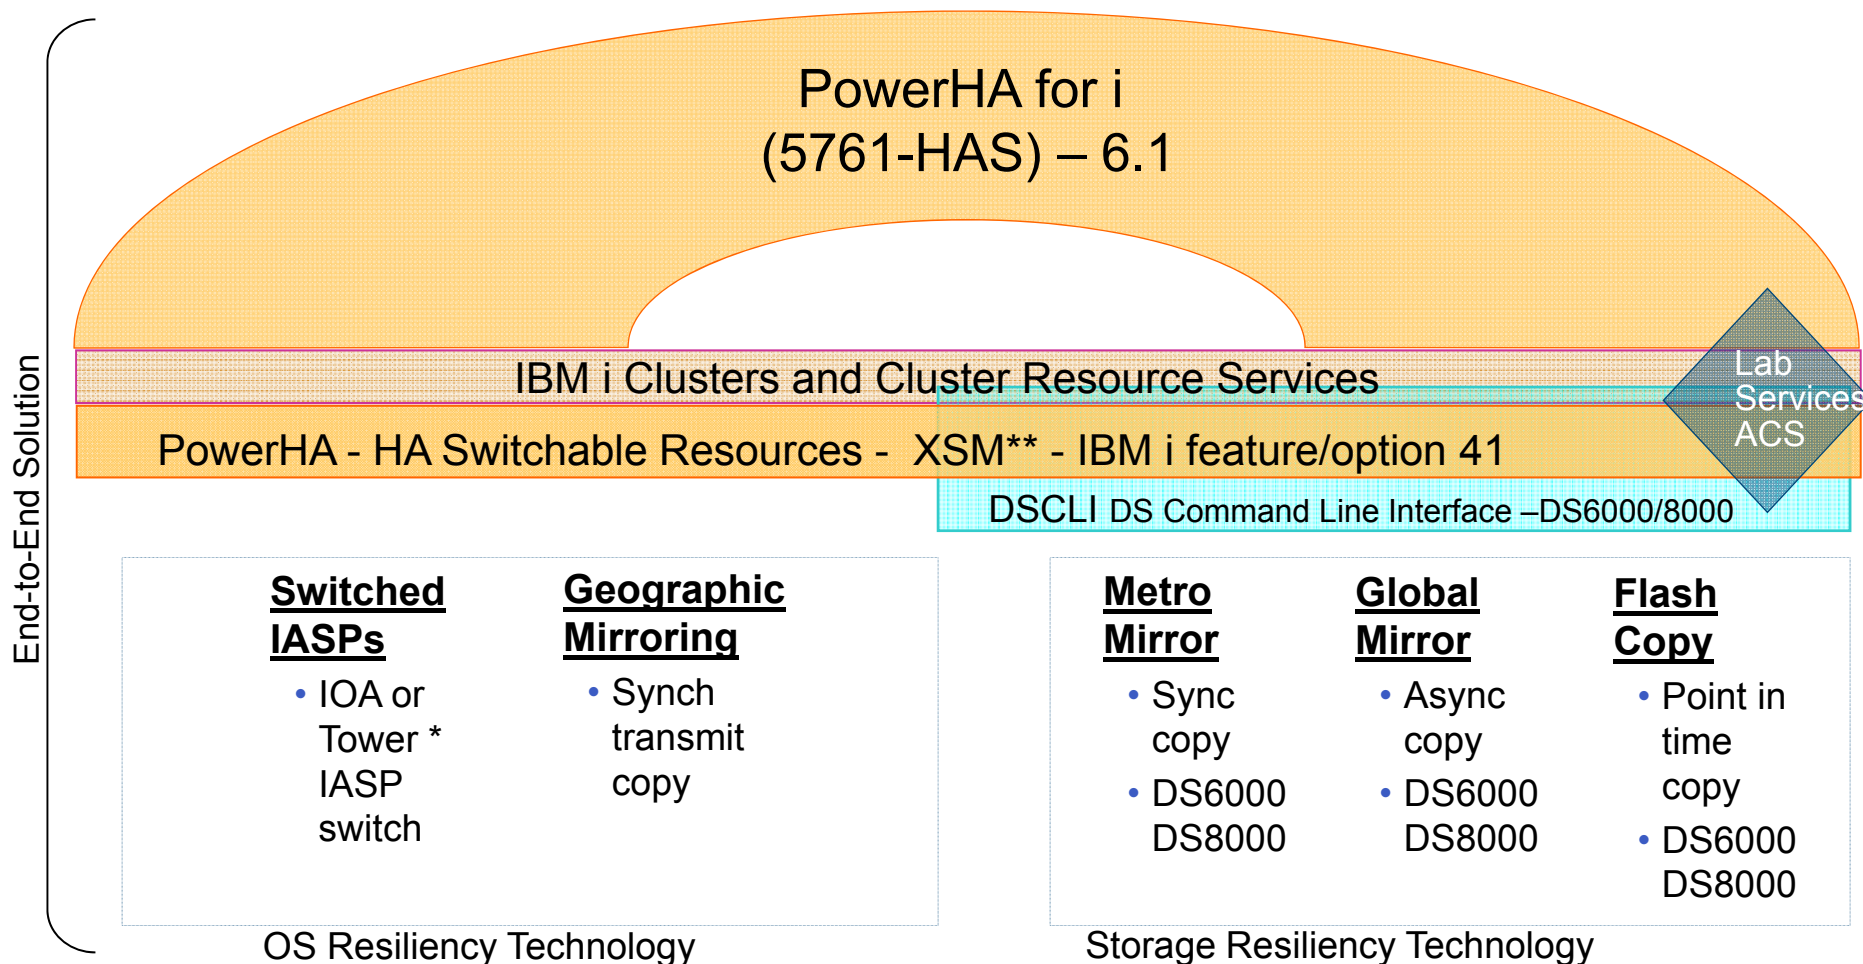 PowerHA for i
(5761-HAS) – 6.1
End-to-End Solution
IBM i Clusters and Cluster Resource Services
Lab
Services
ACS
PowerHA - HA Switchable Resources - XSM** - IBM i feature/option 41
DSCLI DS Command Line Interface –DS6000/8000
Switched
IASPs
• IOA or
Tower *
IASP
switch
Geographic
Mirroring
• Synch
transmit
copy
OS Resiliency Technology
Metro
Mirror
• Sync
copy
• DS6000
DS8000
Global
Mirror
• Async
copy
• DS6000
DS8000
Flash
Copy
• Point in
time
copy
• DS6000
DS8000
Storage Resiliency Technology